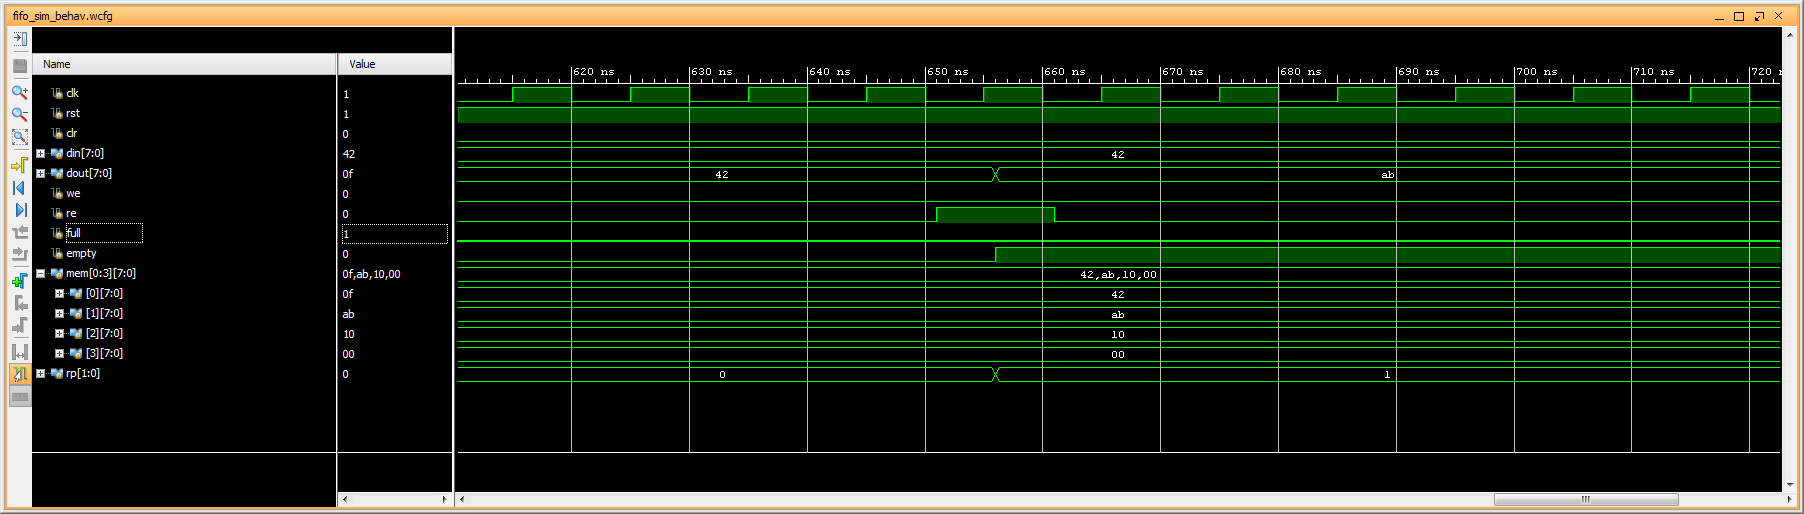 fifo_sim_behav.wcfg
Name Value
620 ns 630 ns 640 ns 650 ns 660 ns 670 ns 680 ns 690 ns 700 ns 710 ns 720
clk 1
rst 1
clr 0
din[7:0] 42 42
dout[7:0] 0f 42 ab
we 0
re 0
full 1
empty 0
mem[0:3][7:0] 0f,ab,10,00 42,ab,10,00
[0][7:0] 0f 42
[1][7:0] ab ab
[2][7:0] 10 10
[3][7:0] 00 00
rp[1:0] 0 0 1